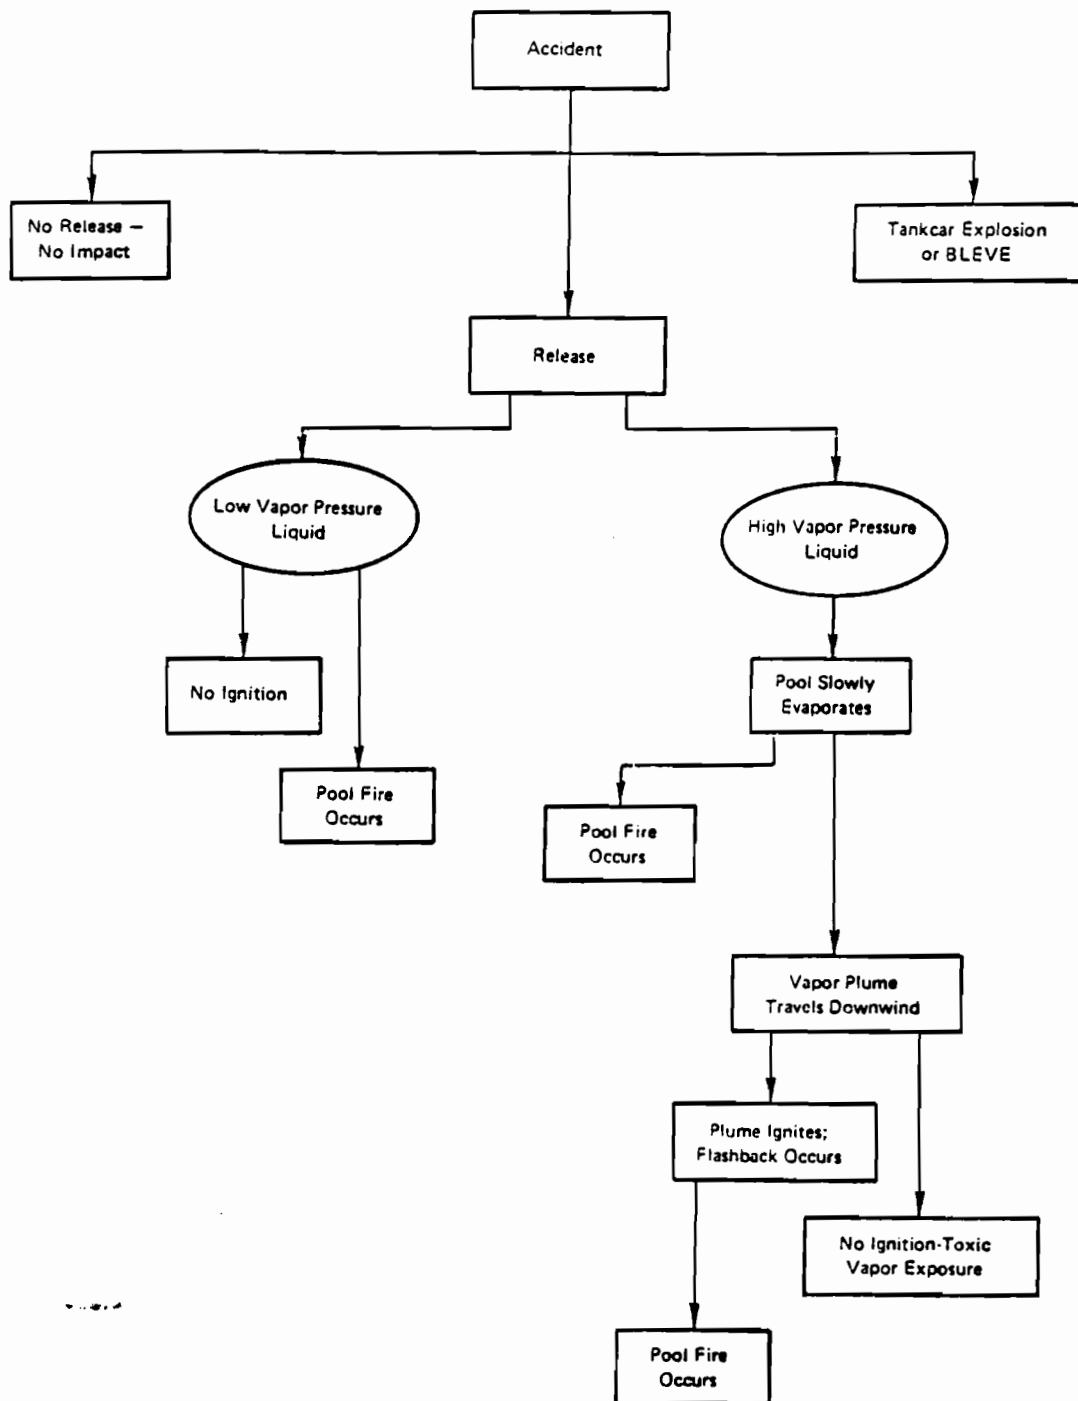 Accident
No Release –
No Impact
Tankcar Explosion
or BLEVE
Release
Low Vapor Pressure
Liquid
High Vapor Pressure
Liquid
No Ignition
Pool Slowly
Evaporates
Pool Fire
Occurs
Pool Fire
Occurs
Vapor Plume
Travels Downwind
Plume Ignites;
Flashback Occurs
No Ignition-Toxic
Vapor Exposure
Pool Fire
Occurs